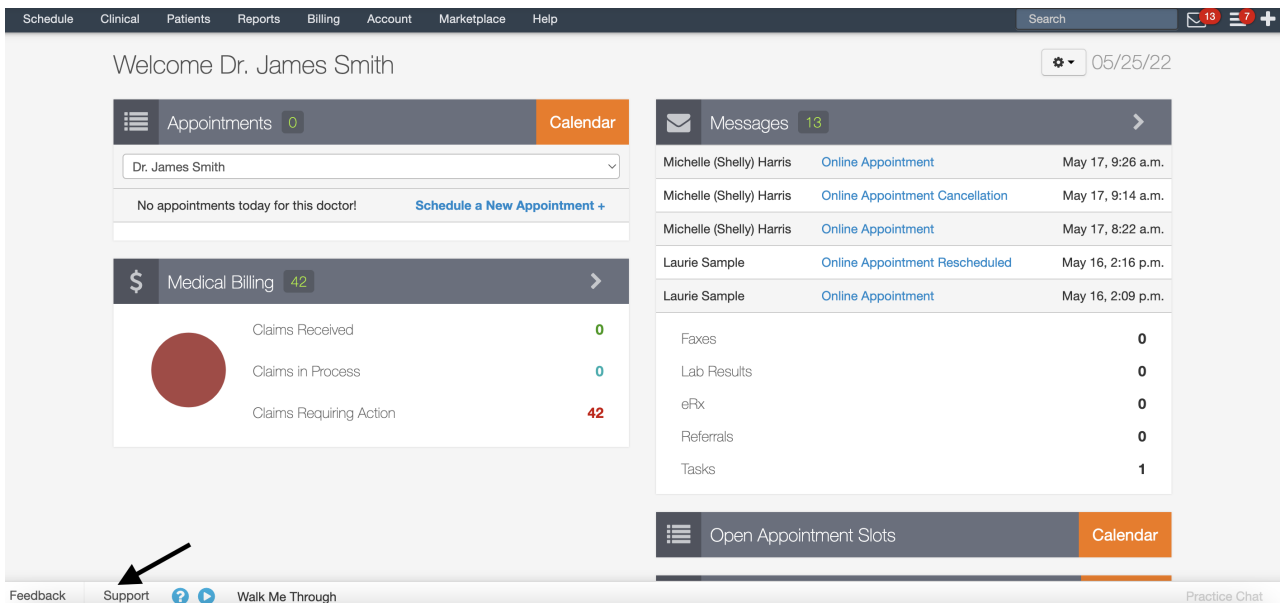 Schedule Clinical Patients Reports Billing Account Marketplace Help Search 13 7
Welcome Dr. James Smith 05/25/22
Appointments 0 Calendar
Dr. James Smith
No appointments today for this doctor! Schedule a New Appointment +
Medical Billing 42
Claims Received 0
Claims in Process 0
Claims Requiring Action 42
Messages 13
Michelle (Shelly) Harris Online Appointment May 17, 9:26 a.m.
Michelle (Shelly) Harris Online Appointment Cancellation May 17, 9:14 a.m.
Michelle (Shelly) Harris Online Appointment May 17, 8:22 a.m.
Laurie Sample Online Appointment Rescheduled May 16, 2:16 p.m.
Laurie Sample Online Appointment May 16, 2:09 p.m.
Faxes 0
Lab Results 0
eRx 0
Referrals 0
Tasks 1
Open Appointment Slots Calendar
Feedback Support ? Walk Me Through Practice Chat